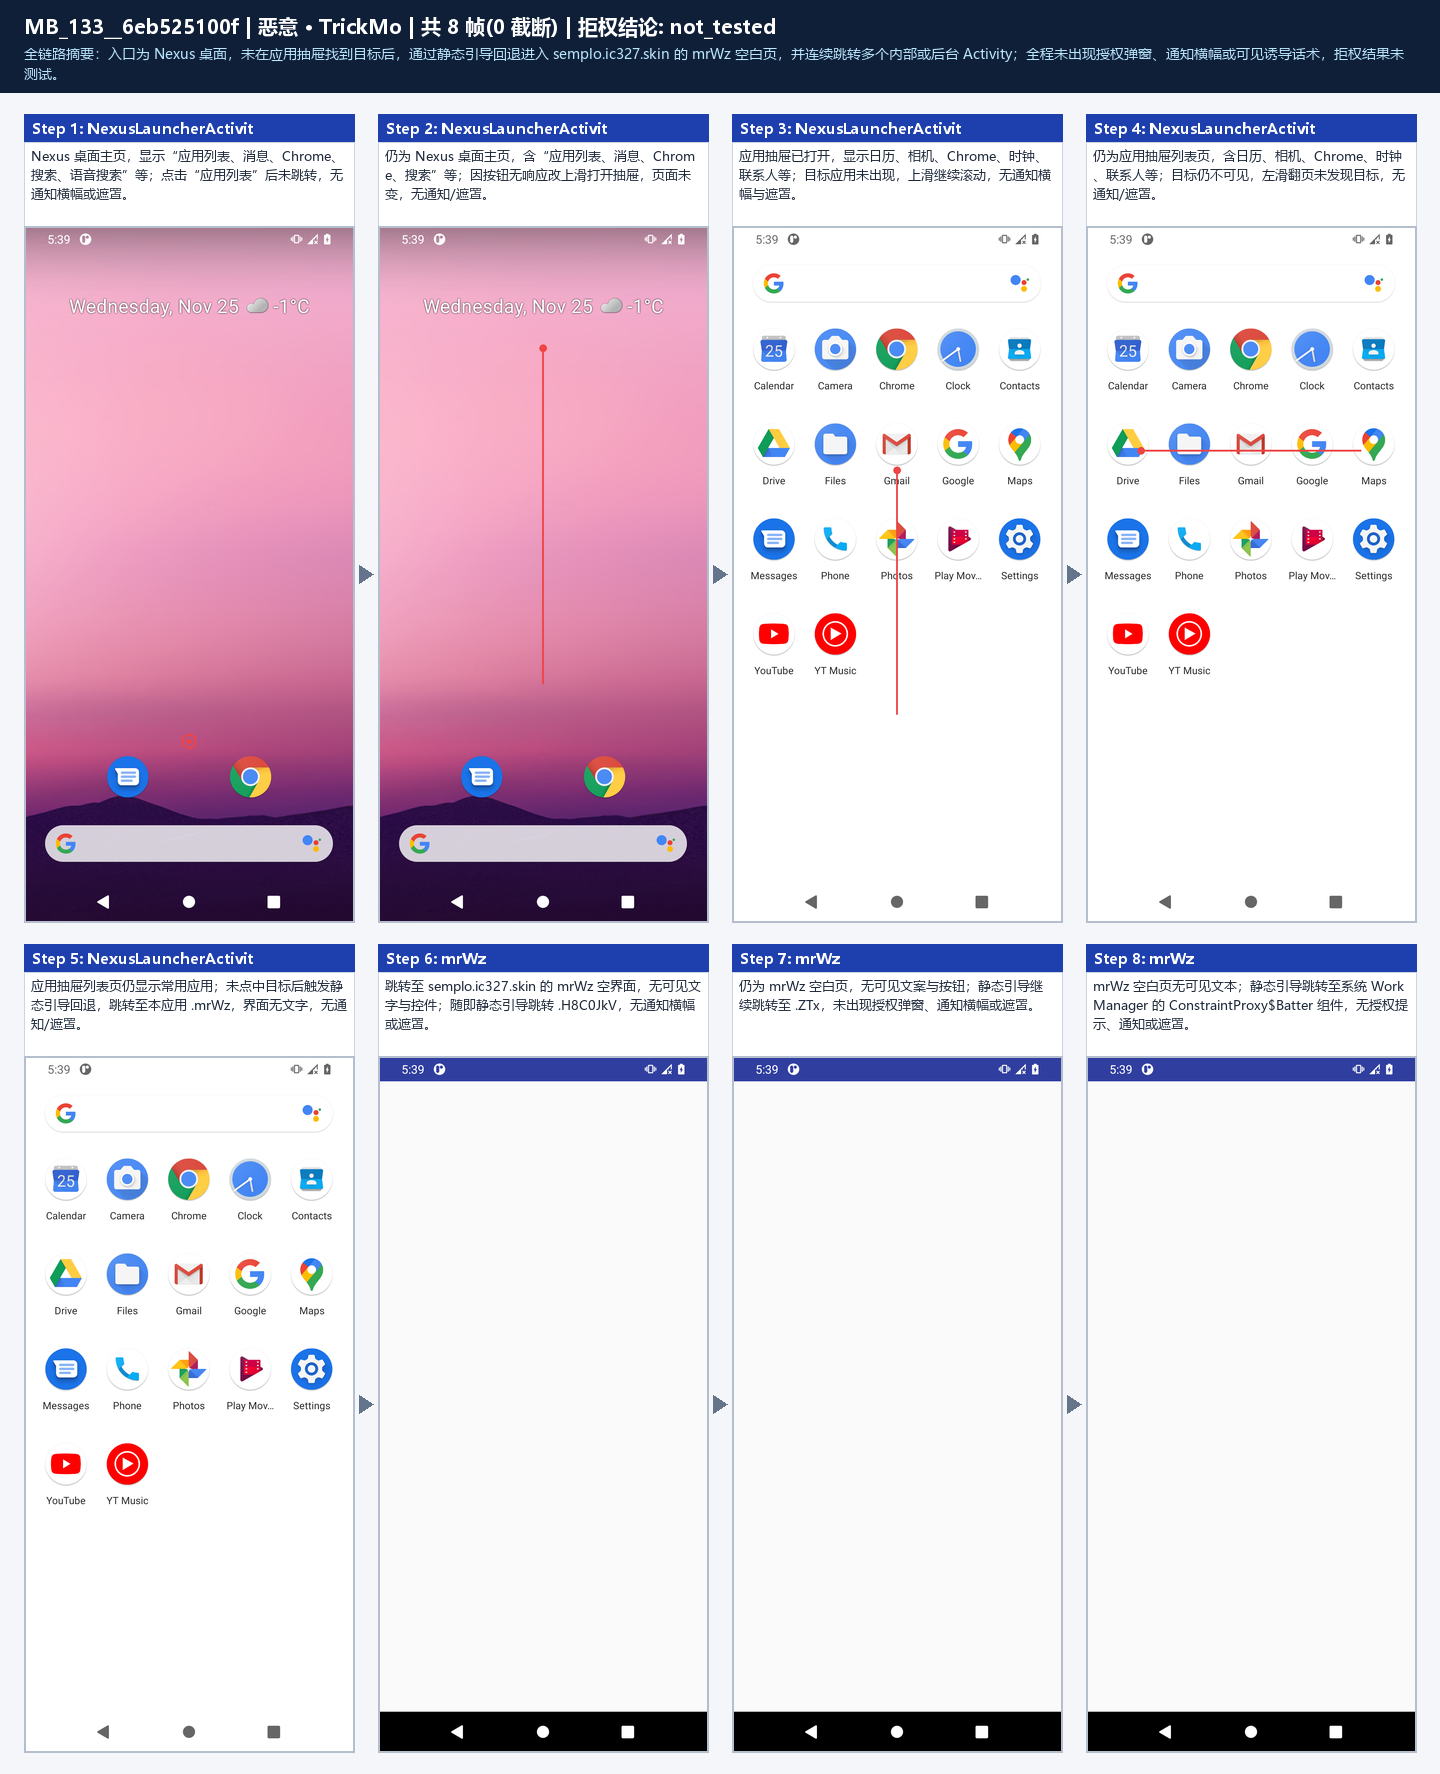 MB_133__6eb525100f | 恶意 • TrickMo | 共 8 帧(0 截断) | 拒权结论: not_tested
全链路摘要：入口为 Nexus 桌面，未在应用抽屉找到目标后，通过静态引导回退进入 semplo.ic327.skin 的 mrWz 空白页，并连续跳转多个内部或后台 Activity；全程未出现授权弹窗、通知横幅或可见诱导话术，拒权结果未
测试。
Step 1: NexusLauncherActivit
Nexus 桌面主页，显示“应用列表、消息、Chrome、
搜索、语音搜索”等；点击“应用列表”后未跳转，无
通知横幅或遮罩。
5:39
Wednesday, Nov 25 -1°C
Step 2: NexusLauncherActivit
仍为 Nexus 桌面主页，含“应用列表、消息、Chrom
e、搜索”等；因按钮无响应改上滑打开抽屉，页面未
变，无通知/遮罩。
5:39
Wednesday, Nov 25 -1°C
Step 3: NexusLauncherActivit
应用抽屉已打开，显示日历、相机、Chrome、时钟、
联系人等；目标应用未出现，上滑继续滚动，无通知横
幅与遮罩。
5:39
25
Calendar Camera Chrome Clock Contacts
Drive Files Gmail Google Maps
Messages Phone Photos Play Mov... Settings
YouTube YT Music
Step 4: NexusLauncherActivit
仍为应用抽屉列表页，含日历、相机、Chrome、时钟
、联系人等；目标仍不可见，左滑翻页未发现目标，无
通知/遮罩。
5:39
25
Calendar Camera Chrome Clock Contacts
Drive Files Gmail Google Maps
Messages Phone Photos Play Mov... Settings
YouTube YT Music
Step 5: NexusLauncherActivit
应用抽屉列表页仍显示常用应用；未点中目标后触发静
态引导回退，跳转至本应用 .mrWz，界面无文字，无通
知/遮罩。
5:39
25
Calendar Camera Chrome Clock Contacts
Drive Files Gmail Google Maps
Messages Phone Photos Play Mov... Settings
YouTube YT Music
Step 6: mrWz
跳转至 semplo.ic327.skin 的 mrWz 空界面，无可见文
字与控件；随即静态引导跳转 .H8C0JkV，无通知横幅
或遮罩。
5:39
Step 7: mrWz
仍为 mrWz 空白页，无可见文案与按钮；静态引导继
续跳转至 .ZTx，未出现授权弹窗、通知横幅或遮罩。
5:39
Step 8: mrWz
mrWz 空白页无可见文本；静态引导跳转至系统 Work
Manager 的 ConstraintProxy$Batter 组件，无授权提
示、通知或遮罩。
5:39